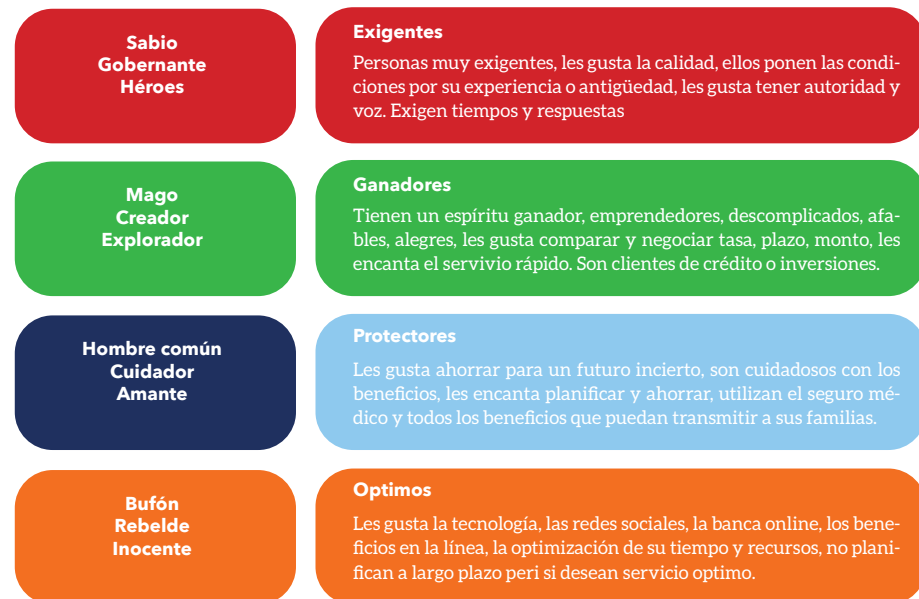 Sabio
Gobernante
Héroes
Exigentes
Personas muy exigentes, les gusta la calidad, ellos ponen las condi-
ciones por su experiencia o antigüedad, les gusta tener autoridad y
voz. Exigen tiempos y respuestas
Mago
Creador
Explorador
Ganadores
Tienen un espíritu ganador, emprendedores, descomplicados, afa-
bles, alegres, les gusta comparar y negociar tasa, plazo, monto, les
encanta el servivio rápido. Son clientes de crédito o inversiones.
Hombre común
Cuidador
Amante
Protectores
Les gusta ahorrar para un futuro incierto, son cuidadosos con los
beneficios, les encanta planificar y ahorrar, utilizan el seguro mé-
dico y todos los beneficios que puedan transmitir a sus familias.
Bufón
Rebelde
Inocente
Optimos
Les gusta la tecnología, las redes sociales, la banca online, los bene-
ficios en la línea, la optimización de su tiempo y recursos, no plani-
fican a largo plazo peri si desean servicio optimo.